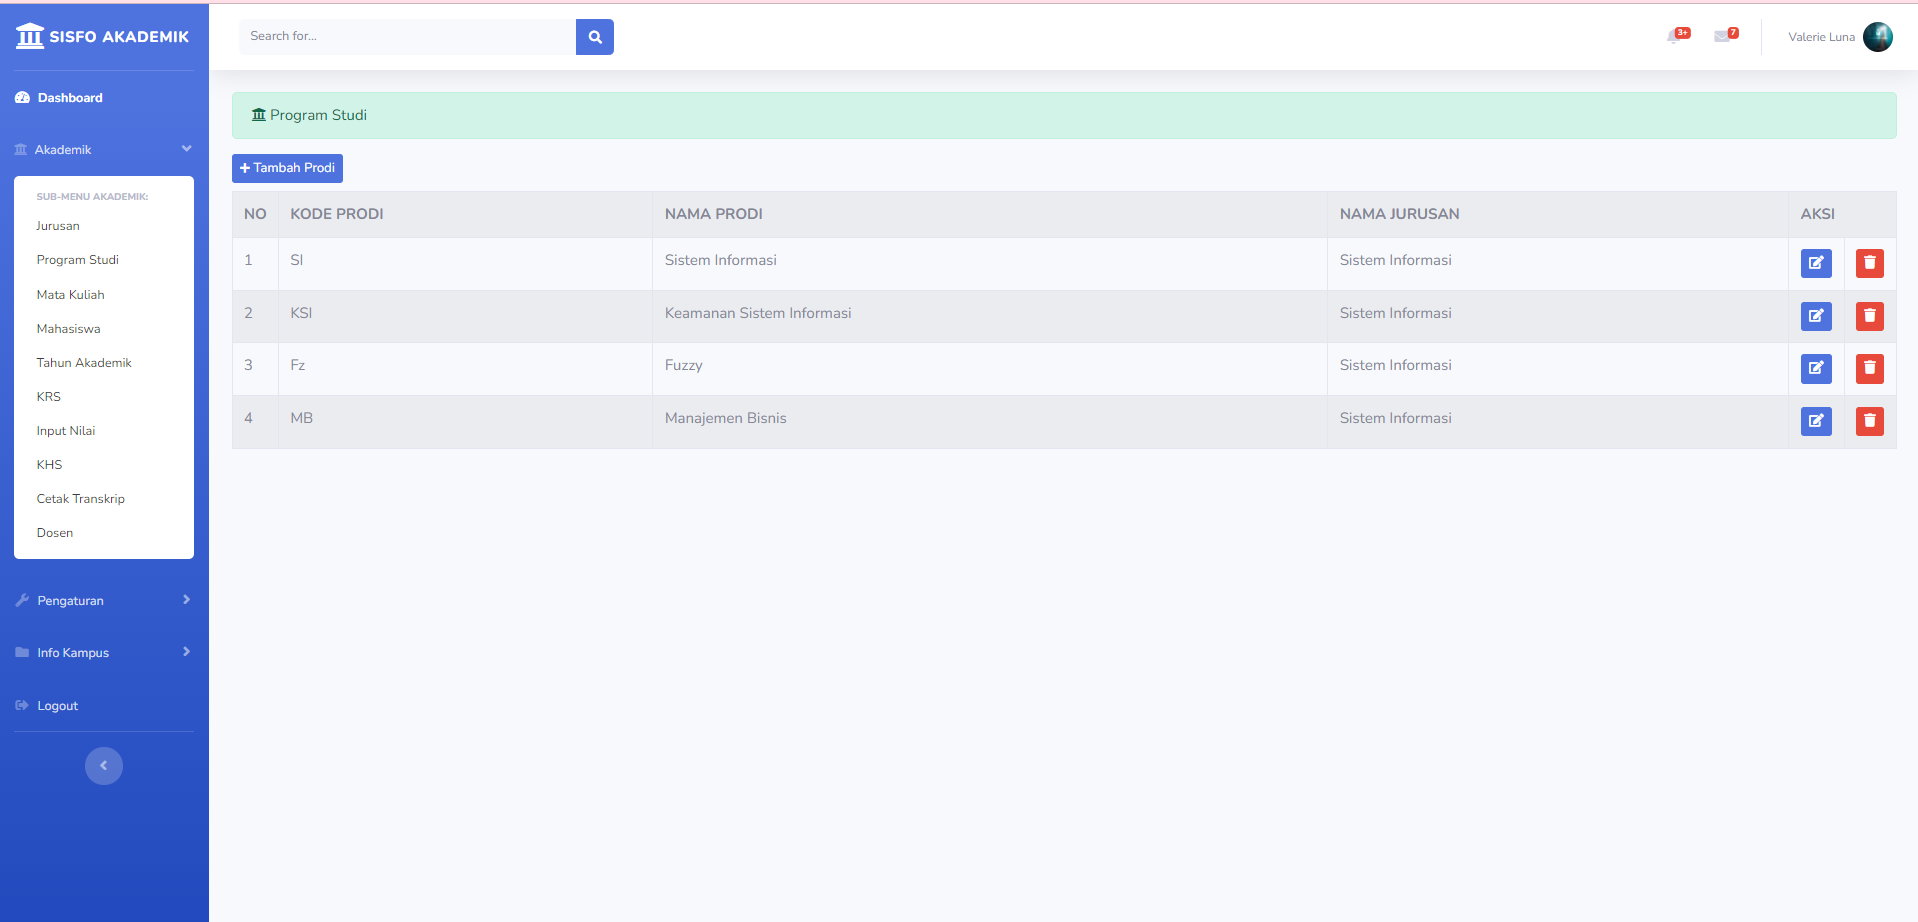 SISFO AKADEMIK
Search for...
3+
7
Valerie Luna
Dashboard
Akademik
SUB-MENU AKADEMIK:
Jurusan
Program Studi
Mata Kuliah
Mahasiswa
Tahun Akademik
KRS
Input Nilai
KHS
Cetak Transkrip
Dosen
Pengaturan
Info Kampus
Logout
Program Studi
Tambah Prodi
NO KODE PRODI NAMA PRODI NAMA JURUSAN AKSI
1 SI Sistem Informasi Sistem Informasi
2 KSI Keamanan Sistem Informasi Sistem Informasi
3 Fz Fuzzy Sistem Informasi
4 MB Manajemen Bisnis Sistem Informasi